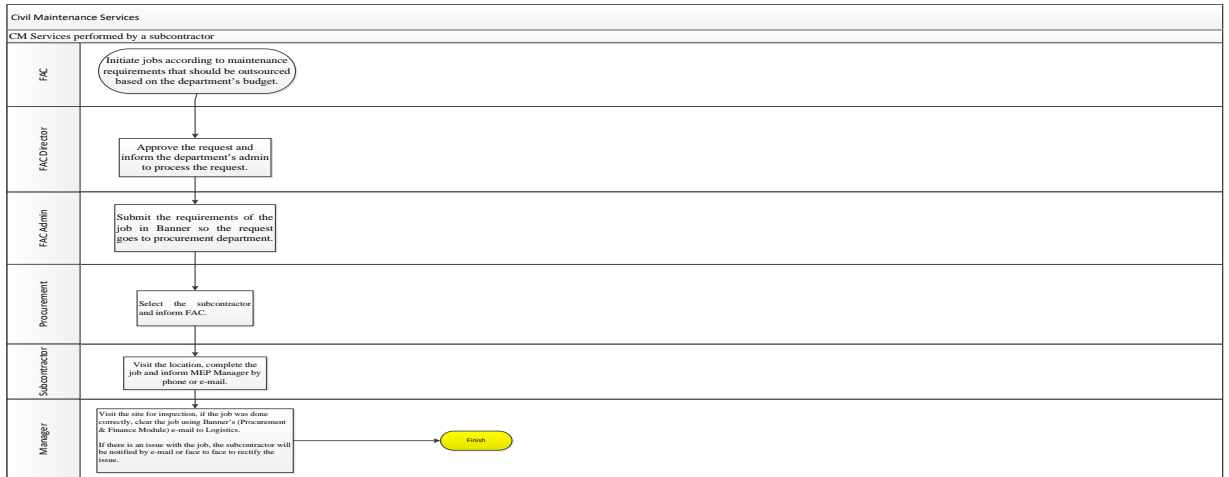 Civil Maintenance Services
CM Services performed by a subcontractor
FAC
Initiate jobs according to maintenance
requirements that should be outsourced
based on the department's budget.
FAC Director
Approve the request and
inform the department's admin
to process the request.
FAC Admin
Submit the requirements of the
job in Banner so the request
goes to procurement department.
Procurement
Select the subcontractor
and inform FAC.
Subcontractor
Visit the location, complete the
job and inform MEP Manager by
phone or e-mail.
Manager
Visit the site for inspection, if the job was done
correctly, clear the job using Banner's (Procurement
& Finance Module) e-mail to Logistics.
If there is an issue with the job, the subcontractor will
be notified by e-mail or face to face to rectify the
issue.
Finish